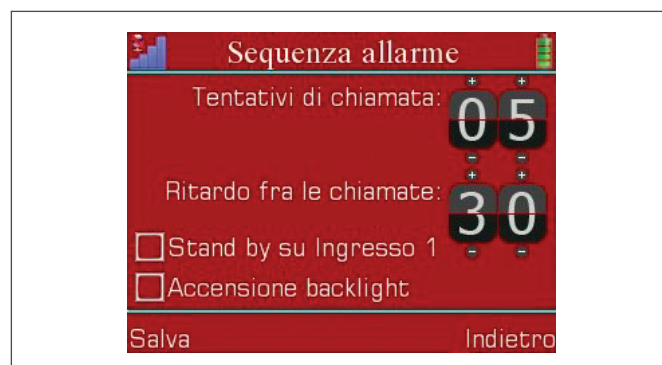 Sequenza allarme
Tentativi di chiamata: 05
Ritardo fra le chiamate: 30
Stand by su Ingresso 1
Accensione backlight
Salva Indietro